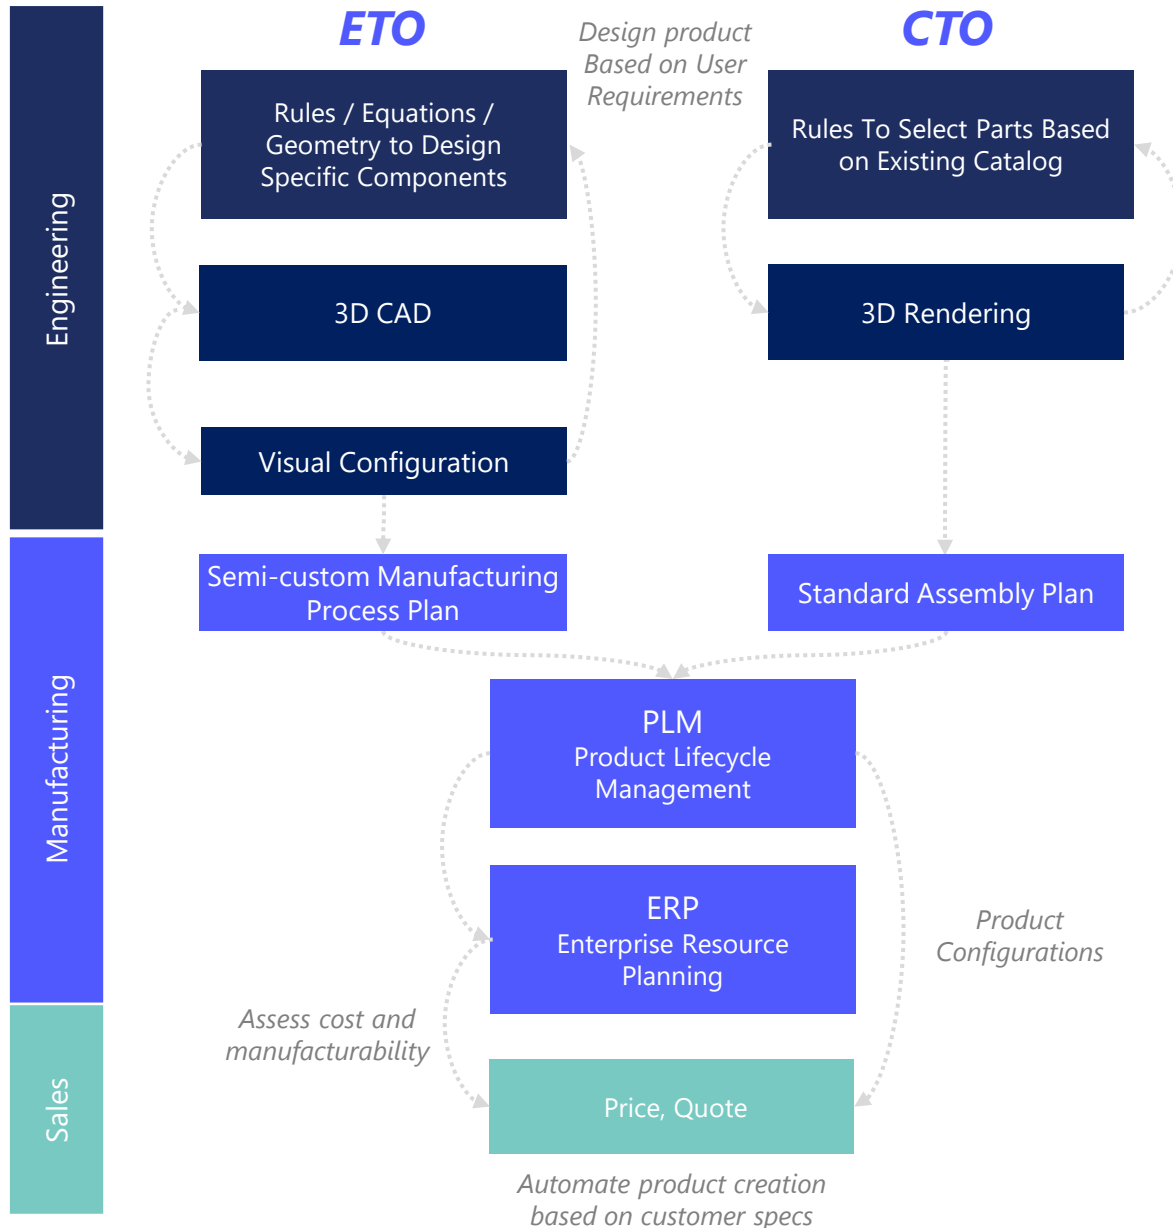 ETO
CTO
Design product
Based on User
Requirements
Rules / Equations /
Geometry to Design
Specific Components
Rules To Select Parts Based
on Existing Catalog
Engineering
3D CAD
3D Rendering
Visual Configuration
Semi-custom Manufacturing
Process Plan
Standard Assembly Plan
Manufacturing
PLM
Product Lifecycle
Management
ERP
Enterprise Resource
Planning
Product
Configurations
Assess cost and
manufacturability
Sales
Price, Quote
Automate product creation
based on customer specs